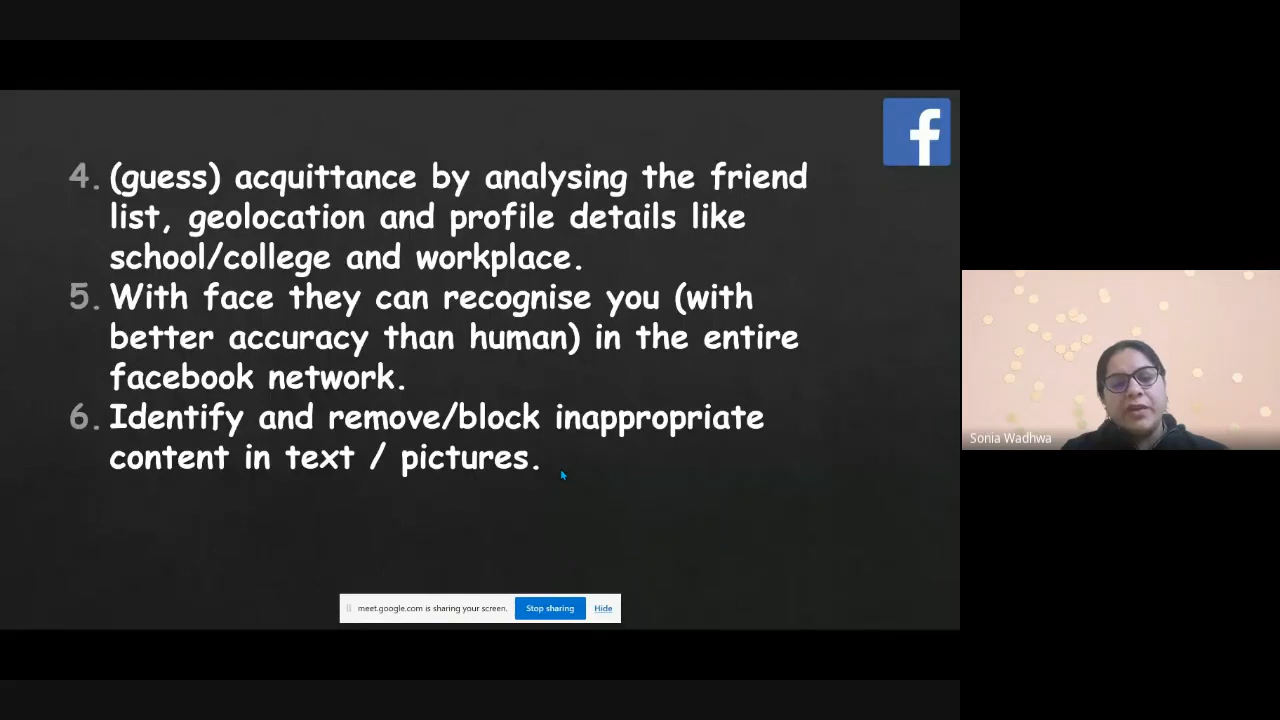 4. (guess) acquittance by analysing the friend
list, geolocation and profile details like
school/college and workplace.
5. With face they can recognise you (with
better accuracy than human) in the entire
facebook network.
6. Identify and remove/block inappropriate
content in text / pictures.
f
meet.google.com is sharing your screen. Stop sharing Hide
Sonia Wadhwa